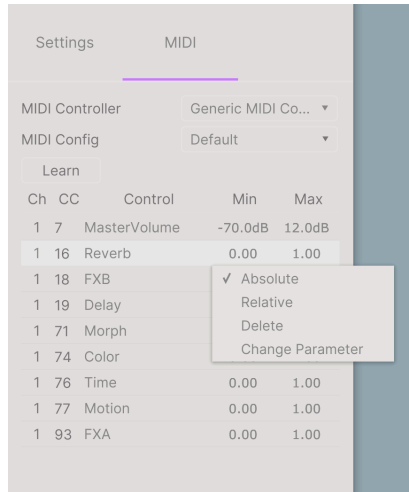 Settings MIDI
MIDI Controller Generic MIDI Co... ▼
MIDI Config Default ▼
Learn
Ch CC Control Min Max
1 7 MasterVolume -70.0dB 12.0dB
1 16 Reverb 0.00 1.00
1 18 FXB ✓ Absolute
1 19 Delay Relative
1 71 Morph Delete
1 74 Color Change Parameter
1 76 Time 0.00 1.00
1 77 Motion 0.00 1.00
1 93 FXA 0.00 1.00